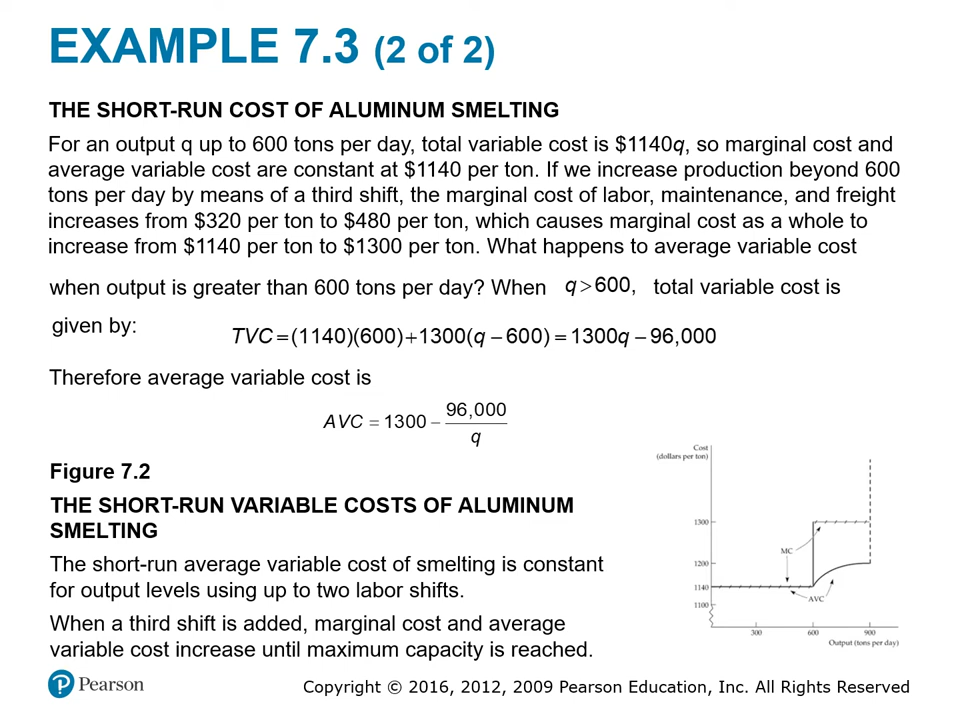 EXAMPLE 7.3 (2 of 2)
THE SHORT-RUN COST OF ALUMINUM SMELTING
For an output q up to 600 tons per day, total variable cost is $1140q, so marginal cost and
average variable cost are constant at $1140 per ton. If we increase production beyond 600
tons per day by means of a third shift, the marginal cost of labor, maintenance, and freight
increases from $320 per ton to $480 per ton, which causes marginal cost as a whole to
increase from $1140 per ton to $1300 per ton. What happens to average variable cost
when output is greater than 600 tons per day? When q > 600, total variable cost is
given by:
TVC = (1140)(600) + 1300(q − 600) = 1300q − 96,000
Therefore average variable cost is
AVC = 1300 − 96,000/q
Figure 7.2
THE SHORT-RUN VARIABLE COSTS OF ALUMINUM
SMELTING
The short-run average variable cost of smelting is constant
for output levels using up to two labor shifts.
When a third shift is added, marginal cost and average
variable cost increase until maximum capacity is reached.
Cost
(dollars per ton)
1300
MC
1200
1140
AVC
1100
300 600 900
Output (tons per day)
Pearson
Copyright © 2016, 2012, 2009 Pearson Education, Inc. All Rights Reserved